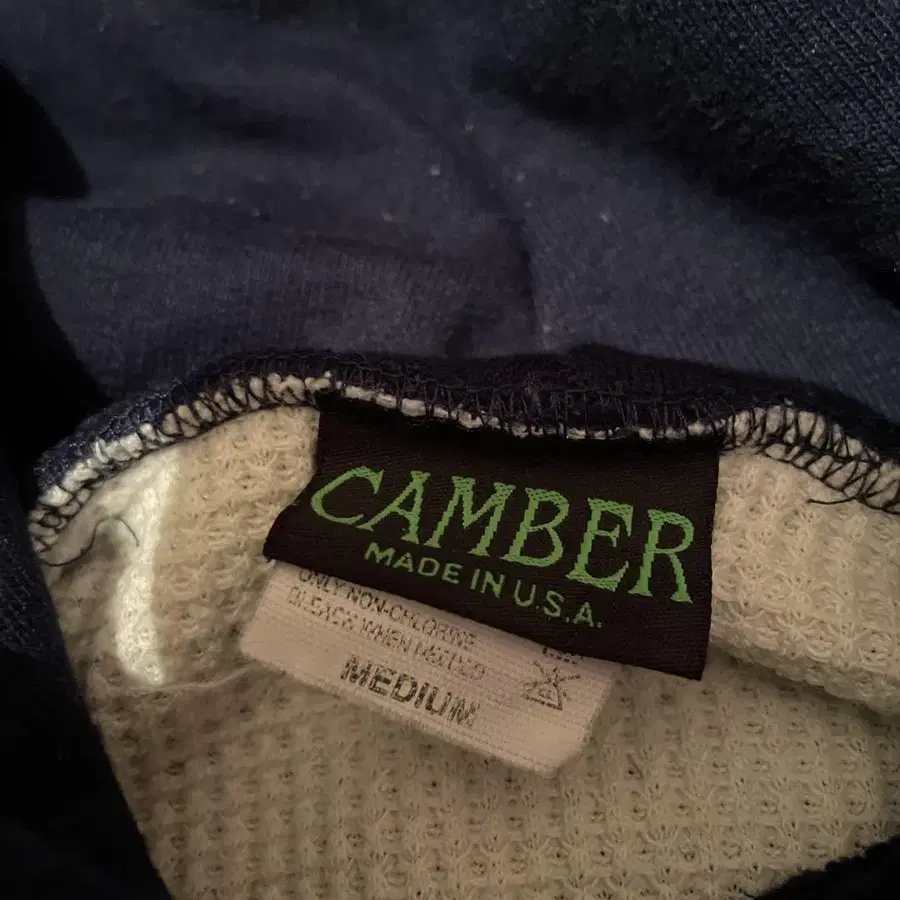 CAMBER
MADE IN U.S.A.
ONLY NON-CHLORINE
BLEACH WHEN NEEDED
MEDIUM